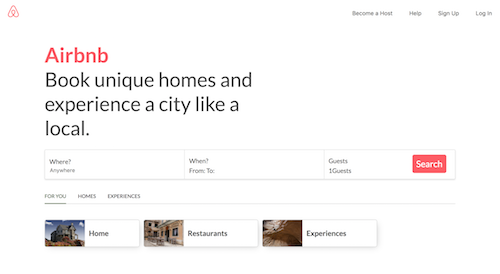 Become a Host Help Sign Up Log In
Airbnb
Book unique homes and
experience a city like a
local.
Where? When? Guests Search
Anywhere From: To: 1Guests
FOR YOU HOMES EXPERIENCES
Home Restaurants Experiences